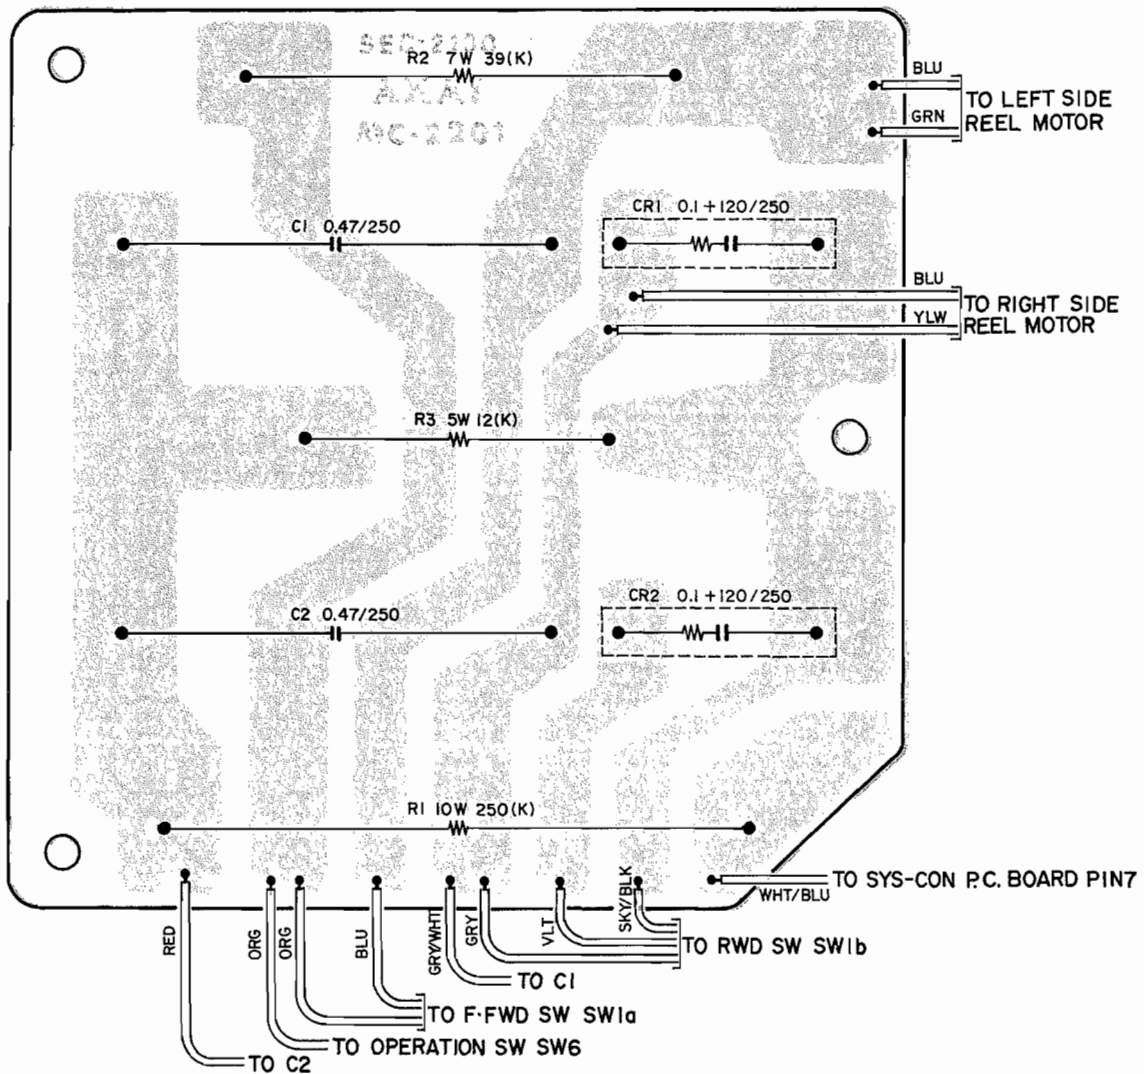 R2 7W 39(K)
BLU
GRN
TO LEFT SIDE
REEL MOTOR
C1 0.47/250
CR1 0.1+120/250
BLU
YLW
TO RIGHT SIDE
REEL MOTOR
R3 5W 12(K)
C2 0.47/250
CR2 0.1+120/250
R1 10W 250(K)
TO SYS-CON P.C. BOARD PIN7
WHT/BLU
RED
ORG
ORG
BLU
GRY/WHT
GRY
VLT
SKY/BLK
TO RWD SW SW1b
TO C1
TO F·FWD SW SW1a
TO OPERATION SW SW6
TO C2